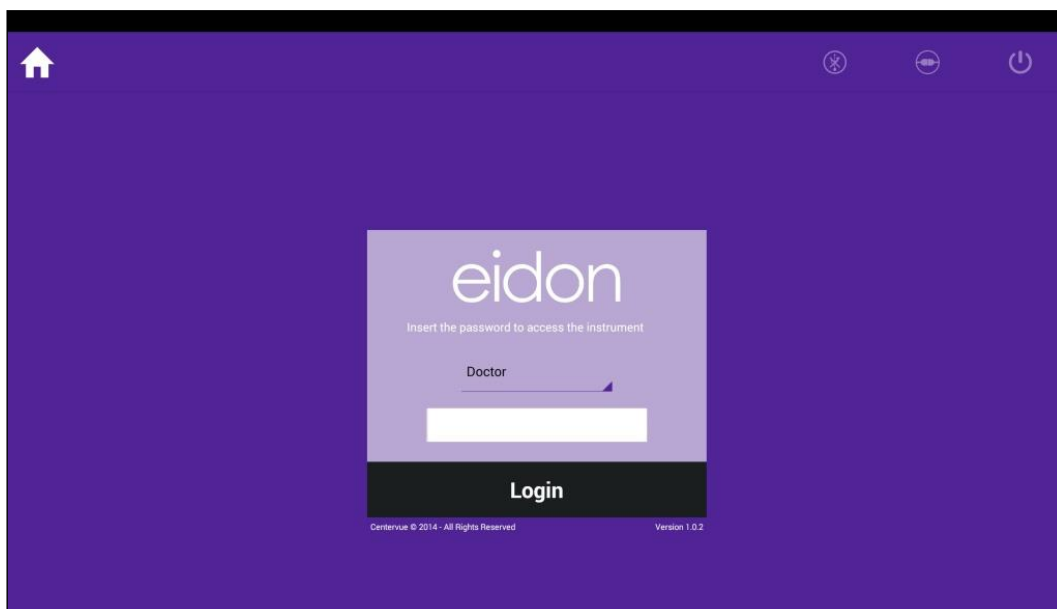 eidon
Insert the password to access the instrument
Doctor
Login
Centervue © 2014 - All Rights Reserved
Version 1.0.2